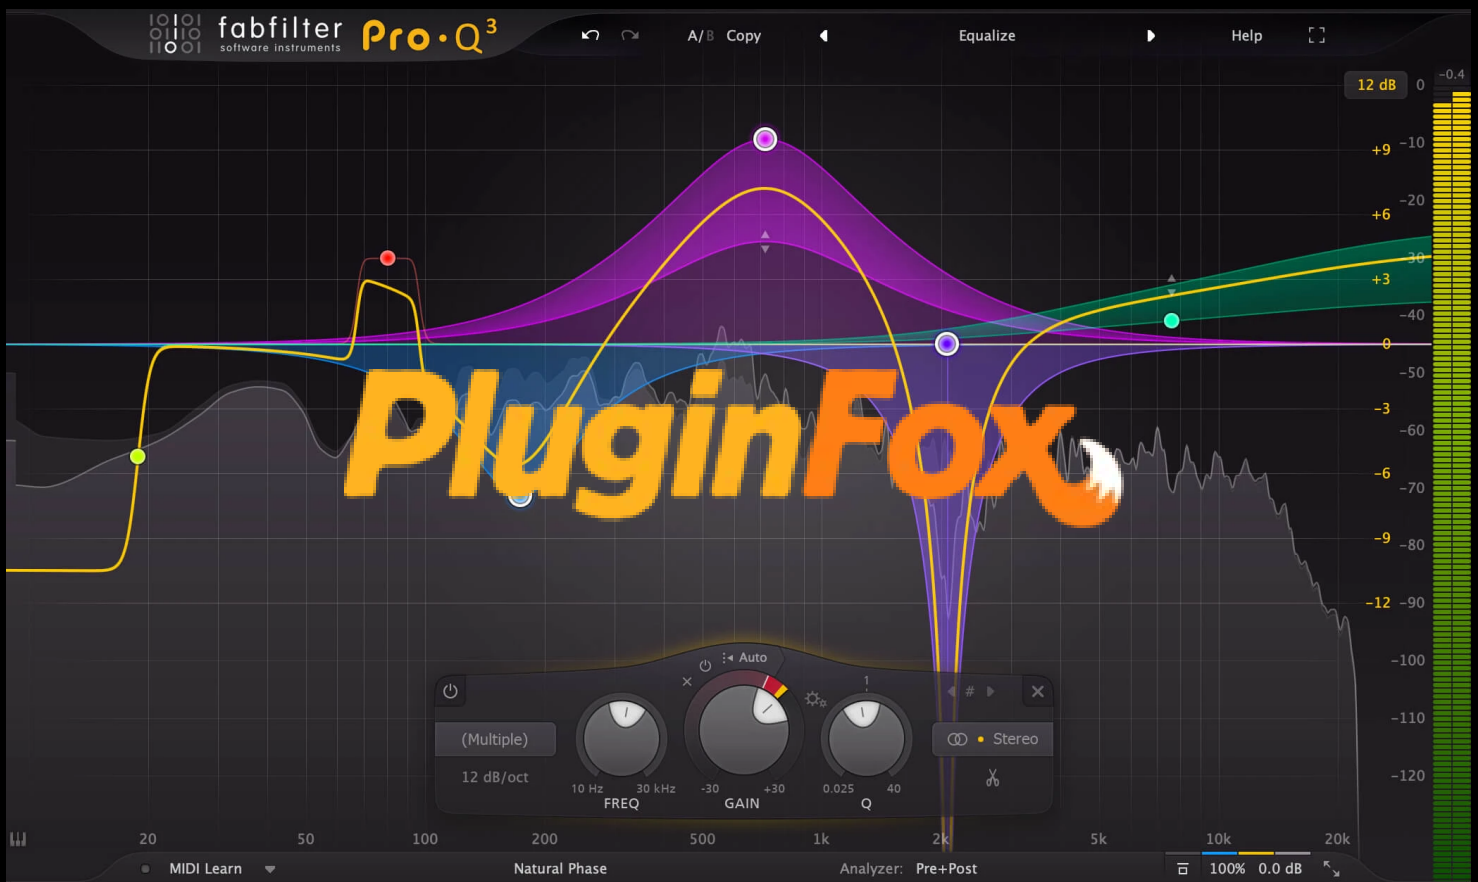 fabfilter
software instruments
Pro·Q³
A/B Copy
Equalize
Help
12 dB 0 -0.4
+9 -10
+6 -20
-30
+3
-40
0
-50
-3
-60
-6
-70
-9 -80
-12 -90
-100
-110
-120
PluginFox
Auto
1
#
(Multiple)
12 dB/oct
10 Hz 30 kHz
FREQ
-30 +30
GAIN
0.025 40
Q
Stereo
20 50 100 200 500 1k 2k 5k 10k 20k
MIDI Learn
Natural Phase
Analyzer: Pre+Post
100% 0.0 dB